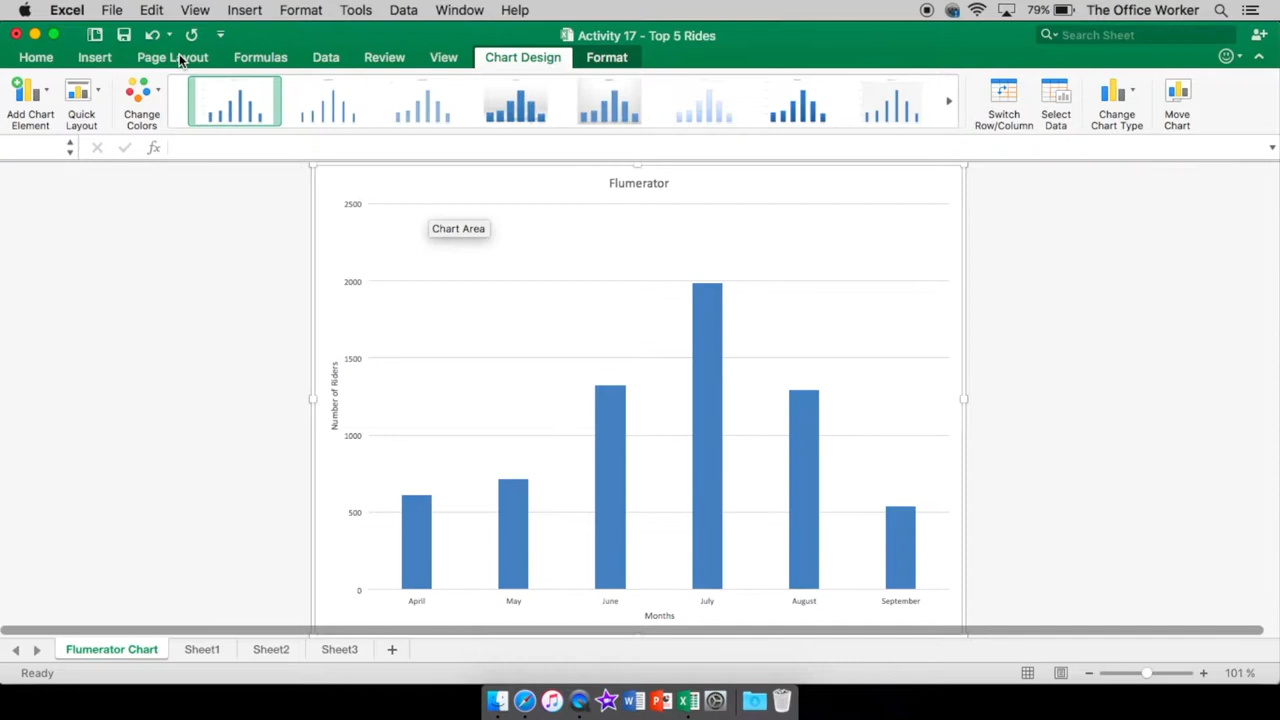 Excel File Edit View Insert Format Tools Data Window Help 79% The Office Worker
Activity 17 - Top 5 Rides Search Sheet
Home Insert Page Layout Formulas Data Review View Chart Design Format
Add Chart Element
Quick Layout
Change Colors
Switch Row/Column
Select Data
Change Chart Type
Move Chart
fx
Flumerator
Chart Area
2500
2000
1500
1000
500
0
Number of Riders
April May June July August September
Months
Flumerator Chart Sheet1 Sheet2 Sheet3 +
Ready 101 %